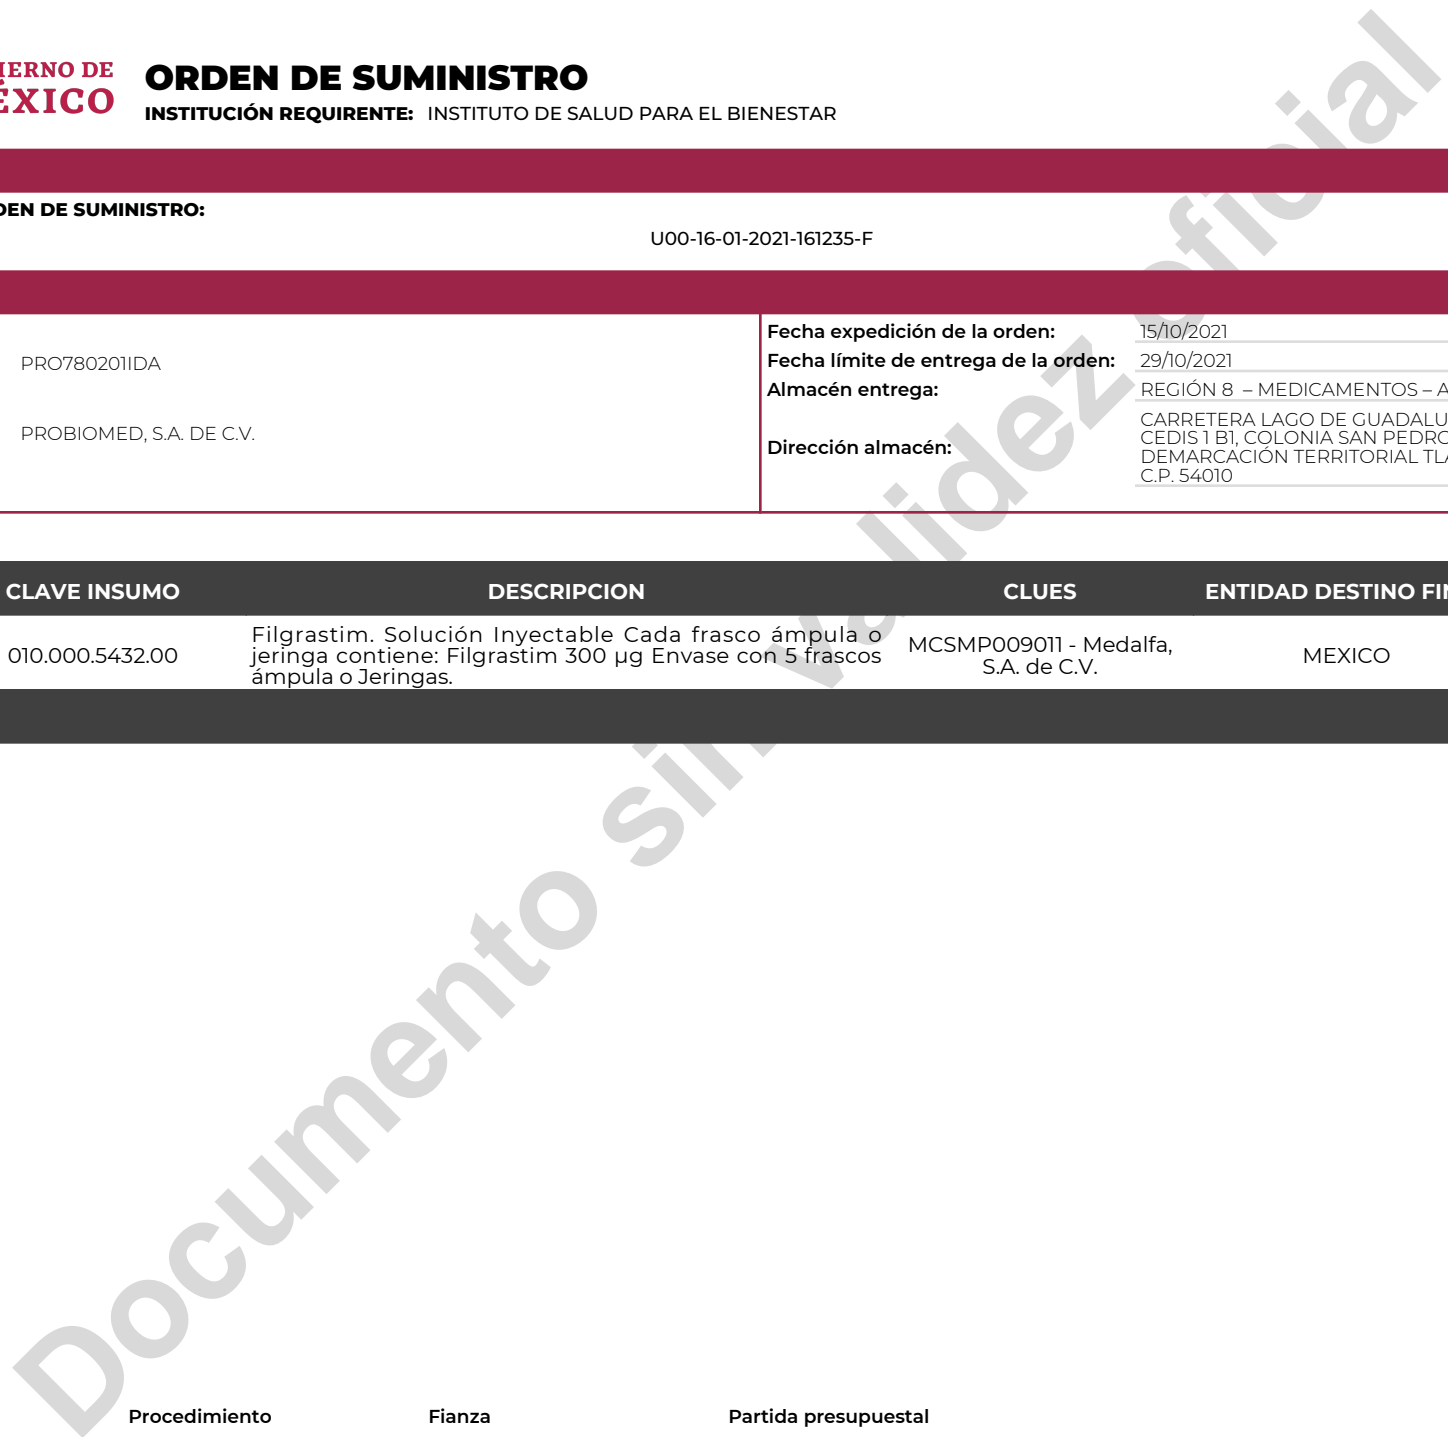 IERNO DE
ÉXICO
ORDEN DE SUMINISTRO
INSTITUCIÓN REQUIRENTE: INSTITUTO DE SALUD PARA EL BIENESTAR
DEN DE SUMINISTRO:
U00-16-01-2021-161235-F
PRO780201IDA
PROBIOMED, S.A. DE C.V.
Fecha expedición de la orden: 15/10/2021
Fecha límite de entrega de la orden: 29/10/2021
Almacén entrega: REGIÓN 8 – MEDICAMENTOS – A
Dirección almacén:
CARRETERA LAGO DE GUADALU
CEDIS 1 B1, COLONIA SAN PEDRO
DEMARCACIÓN TERRITORIAL TLA
C.P. 54010
CLAVE INSUMO DESCRIPCION CLUES ENTIDAD DESTINO FIN
010.000.5432.00
Filgrastim. Solución Inyectable Cada frasco ámpula o
jeringa contiene: Filgrastim 300 µg Envase con 5 frascos
ámpula o Jeringas.
MCSMP009011 - Medalfa,
S.A. de C.V.
MEXICO
Documento sin validez oficial
Procedimiento Fianza Partida presupuestal